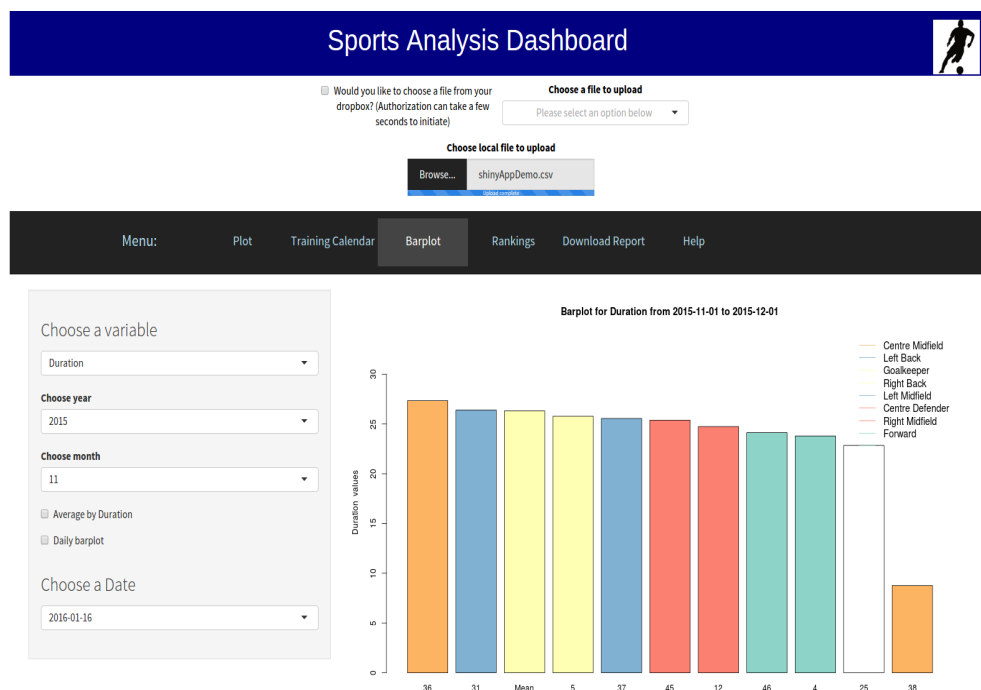 Sports Analysis Dashboard
Would you like to choose a file from your
dropbox? (Authorization can take a few
seconds to initiate)
Choose a file to upload
Please select an option below
Choose local file to upload
Browse...
shinyAppDemo.csv
Upload complete
Menu:
Plot
Training Calendar
Barplot
Rankings
Download Report
Help
Choose a variable
Duration
Choose year
2015
Choose month
11
Average by Duration
Daily barplot
Choose a Date
2016-01-16
Barplot for Duration from 2015-11-01 to 2015-12-01
Centre Midfield
Left Back
Goalkeeper
Right Back
Left Midfield
Centre Defender
Right Midfield
Forward
Duration values
30
25
20
15
10
5
0
36 31 Mean 5 37 45 12 46 4 25 38